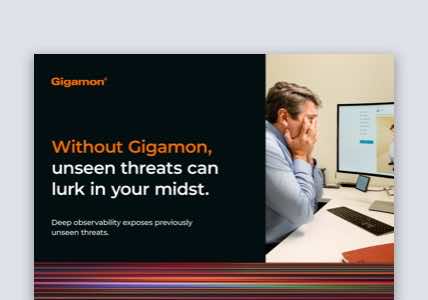 Gigamon®
Without Gigamon,
unseen threats can
lurk in your midst.
Deep observability exposes previously
unseen threats.